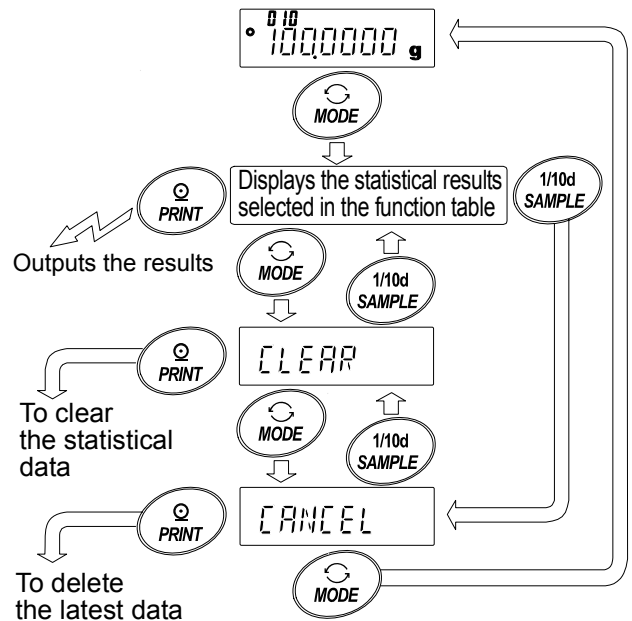 010
100.0000 g
MODE
Displays the statistical results
selected in the function table
1/10d
SAMPLE
PRINT
Outputs the results
MODE
1/10d
SAMPLE
PRINT
CLEAR
To clear
the statistical
data
MODE
1/10d
SAMPLE
PRINT
CANCEL
To delete
the latest data
MODE